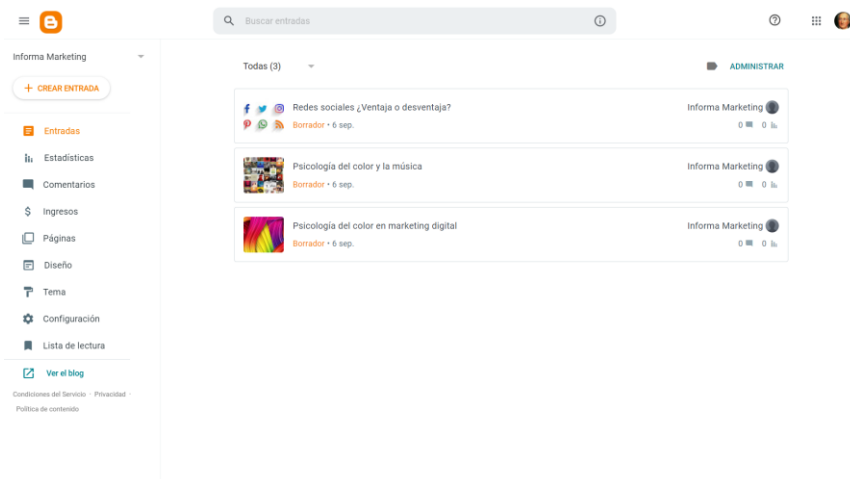 Buscar entradas
Informa Marketing
+ CREAR ENTRADA
Entradas
Estadísticas
Comentarios
$ Ingresos
Páginas
Diseño
Tema
Configuración
Lista de lectura
Ver el blog
Condiciones del Servicio · Privacidad ·
Política de contenido
Todas (3)
ADMINISTRAR
Redes sociales ¿Ventaja o desventaja?
Informa Marketing
Borrador • 6 sep.
0 0
Psicología del color y la música
Informa Marketing
Borrador • 6 sep.
0 0
Psicología del color en marketing digital
Informa Marketing
Borrador • 6 sep.
0 0